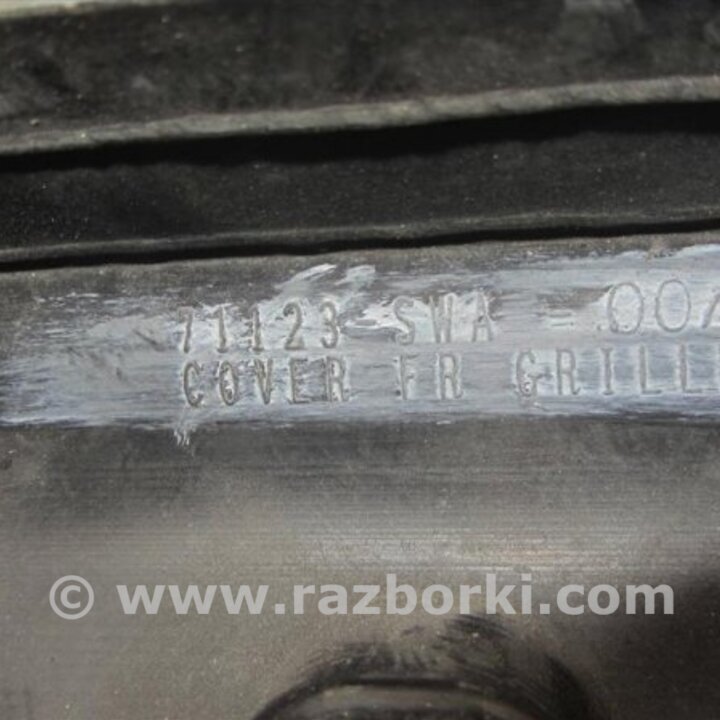 71123-SWA -00
COVER FR GRILL
© www.razborki.com